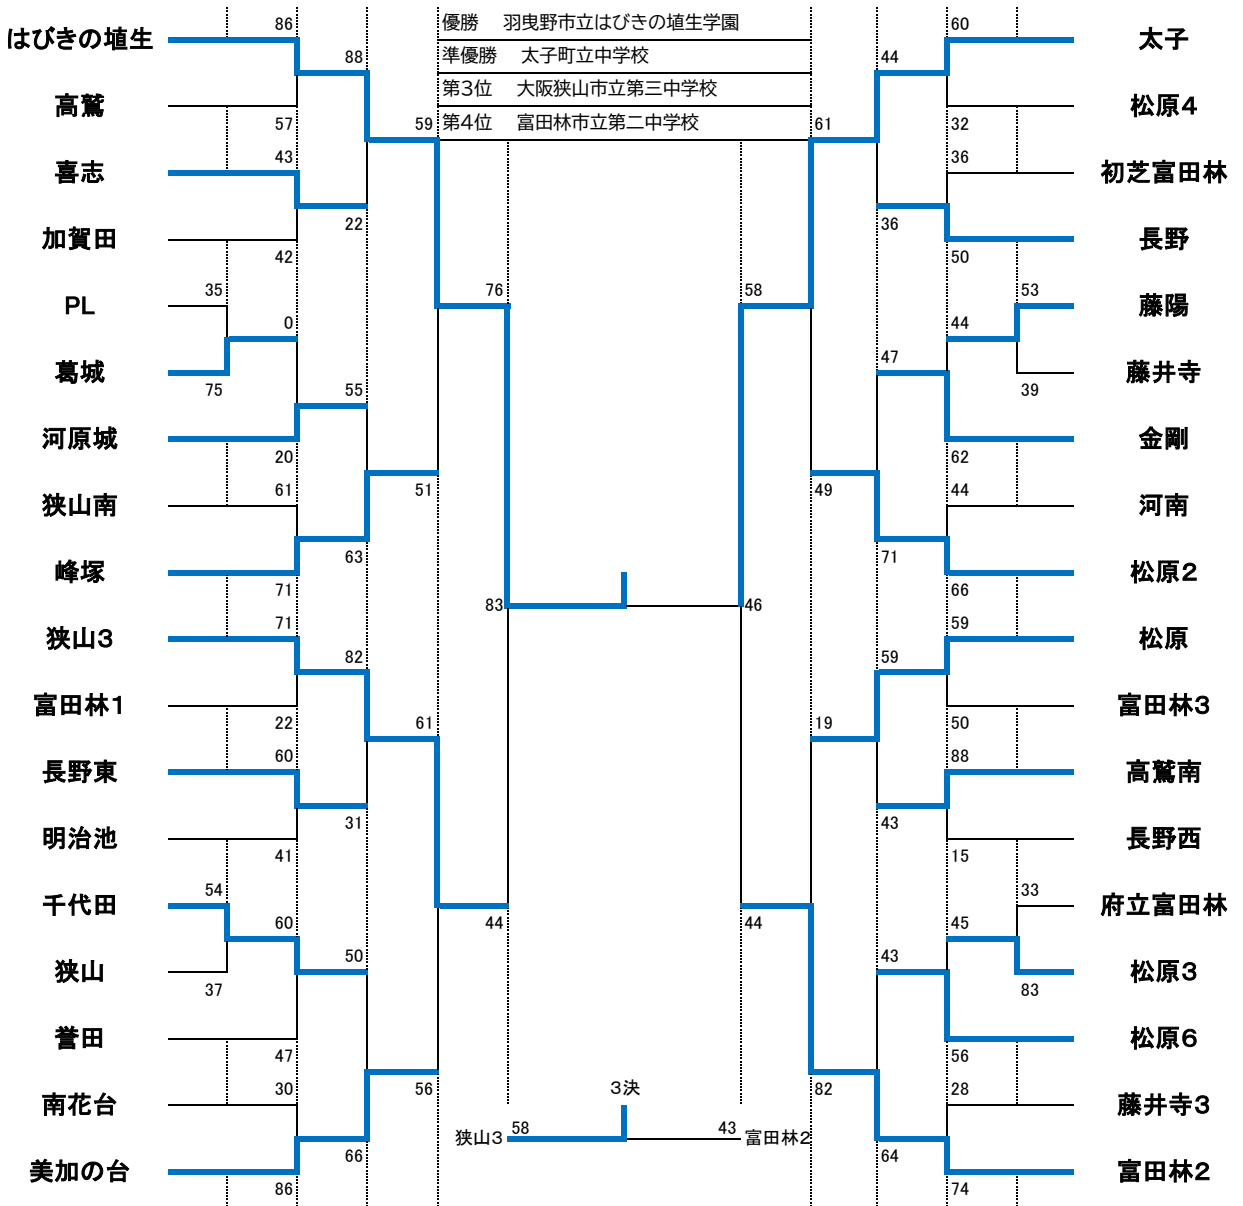 優勝 羽曳野市立はびきの埴生学園
準優勝 太子町立中学校
第3位 大阪狭山市立第三中学校
第4位 富田林市立第二中学校
はびきの埴生
高鷲
喜志
加賀田
PL
葛城
河原城
狭山南
峰塚
狭山3
富田林1
長野東
明治池
千代田
狭山
誉田
南花台
美加の台
86
57
43
42
35
0
75
20
61
71
71
22
60
41
54
60
37
47
30
86
88
22
55
63
82
31
50
66
59
51
61
56
76
44
83
46
58
44
61
49
19
82
44
36
47
71
59
43
43
64
60
32
36
50
53
44
39
62
44
66
59
50
88
15
33
45
83
56
28
74
太子
松原4
初芝富田林
長野
藤陽
藤井寺
金剛
河南
松原2
松原
富田林3
高鷲南
長野西
府立富田林
松原3
松原6
藤井寺3
富田林2
3決
狭山3 58 43 富田林2